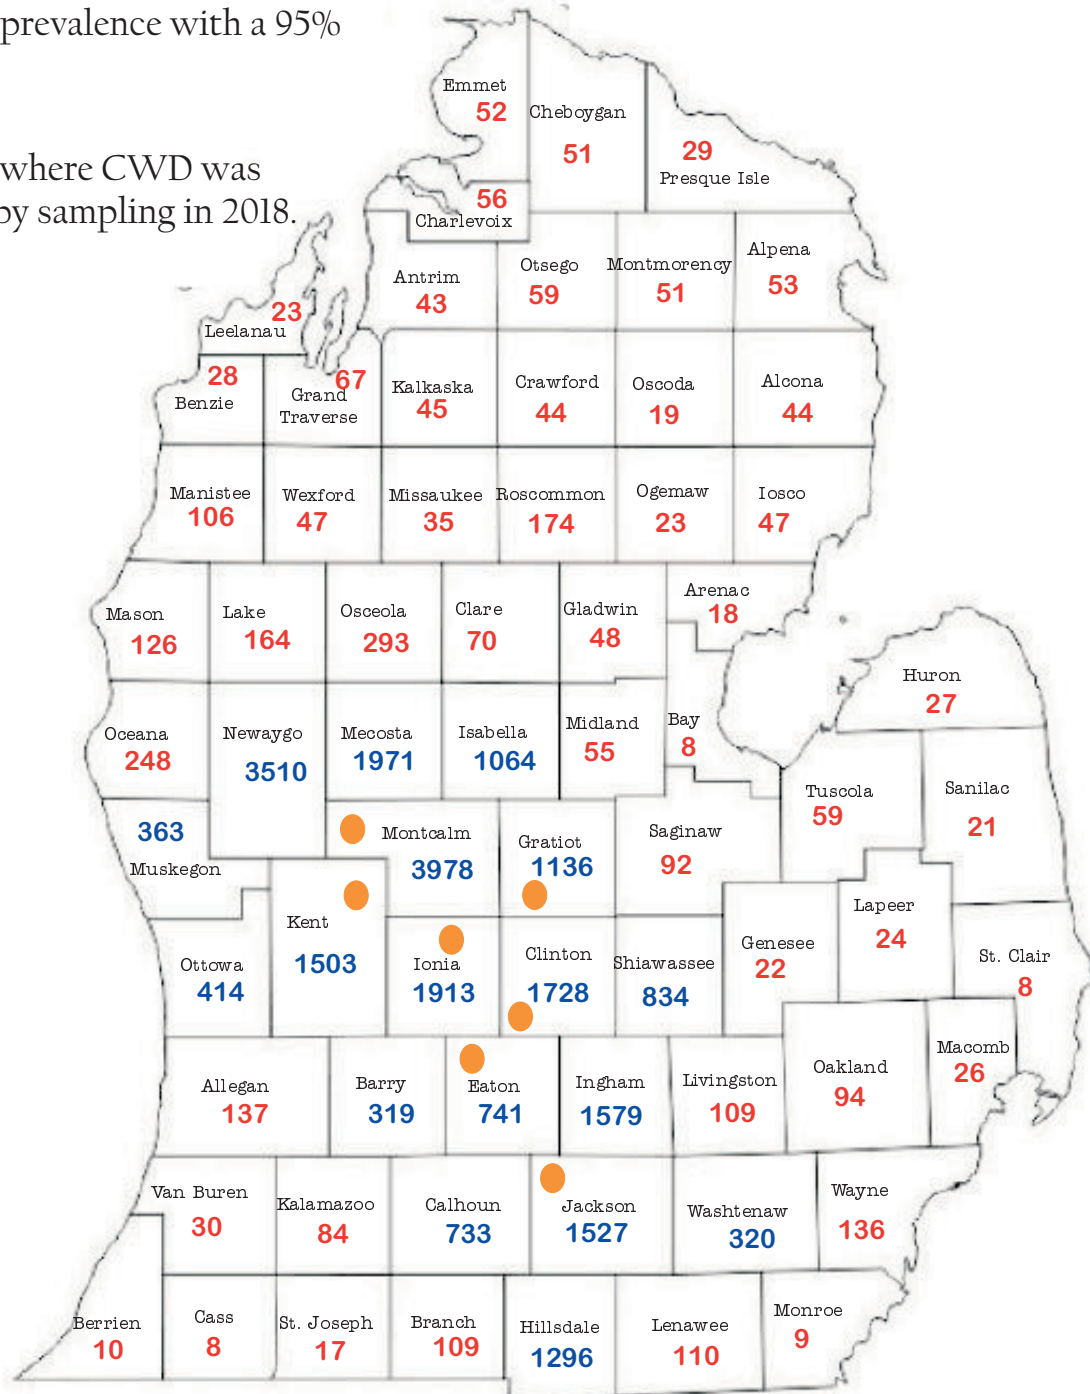 prevalence with a 95%
where CWD was
by sampling in 2018.
Emmet
52
Cheboygan
51
29
Presque Isle
56
Charlevoix
Antrim
43
Otsego
59
Montmorency
51
Alpena
53
23
Leelanau
28
Benzie
67
Grand
Traverse
Kalkaska
45
Crawford
44
Oscoda
19
Alcona
44
Manistee
106
Wexford
47
Missaukee
35
Roscommon
174
Ogemaw
23
Iosco
47
Mason
126
Lake
164
Osceola
293
Clare
70
Gladwin
48
Arenac
18
Huron
27
Oceana
248
Newaygo
3510
Mecosta
1971
Isabella
1064
Midland
55
Bay
8
Tuscola
59
Sanilac
21
363
Muskegon
Montcalm
3978
Gratiot
1136
Saginaw
92
Lapeer
24
Kent
1503
Ottowa
414
Ionia
1913
Clinton
1728
Shiawassee
834
Genesee
22
St. Clair
8
Allegan
137
Barry
319
Eaton
741
Ingham
1579
Livingston
109
Oakland
94
Macomb
26
Van Buren
30
Kalamazoo
84
Calhoun
733
Jackson
1527
Washtenaw
320
Wayne
136
Berrien
10
Cass
8
St. Joseph
17
Branch
109
Hillsdale
1296
Lenawee
110
Monroe
9